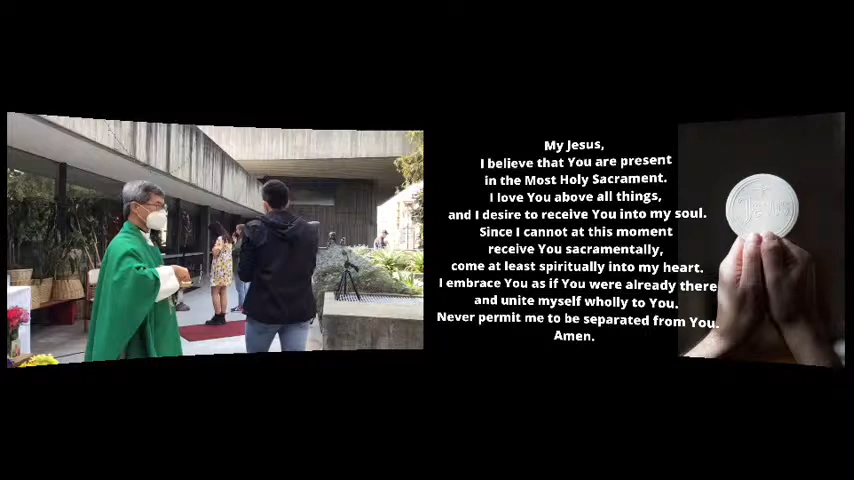 My Jesus,
I believe that You are present
in the Most Holy Sacrament.
I love You above all things,
and I desire to receive You into my soul.
Since I cannot at this moment
receive You sacramentally,
come at least spiritually into my heart.
I embrace You as if You were already there
and unite myself wholly to You.
Never permit me to be separated from You.
Amen.